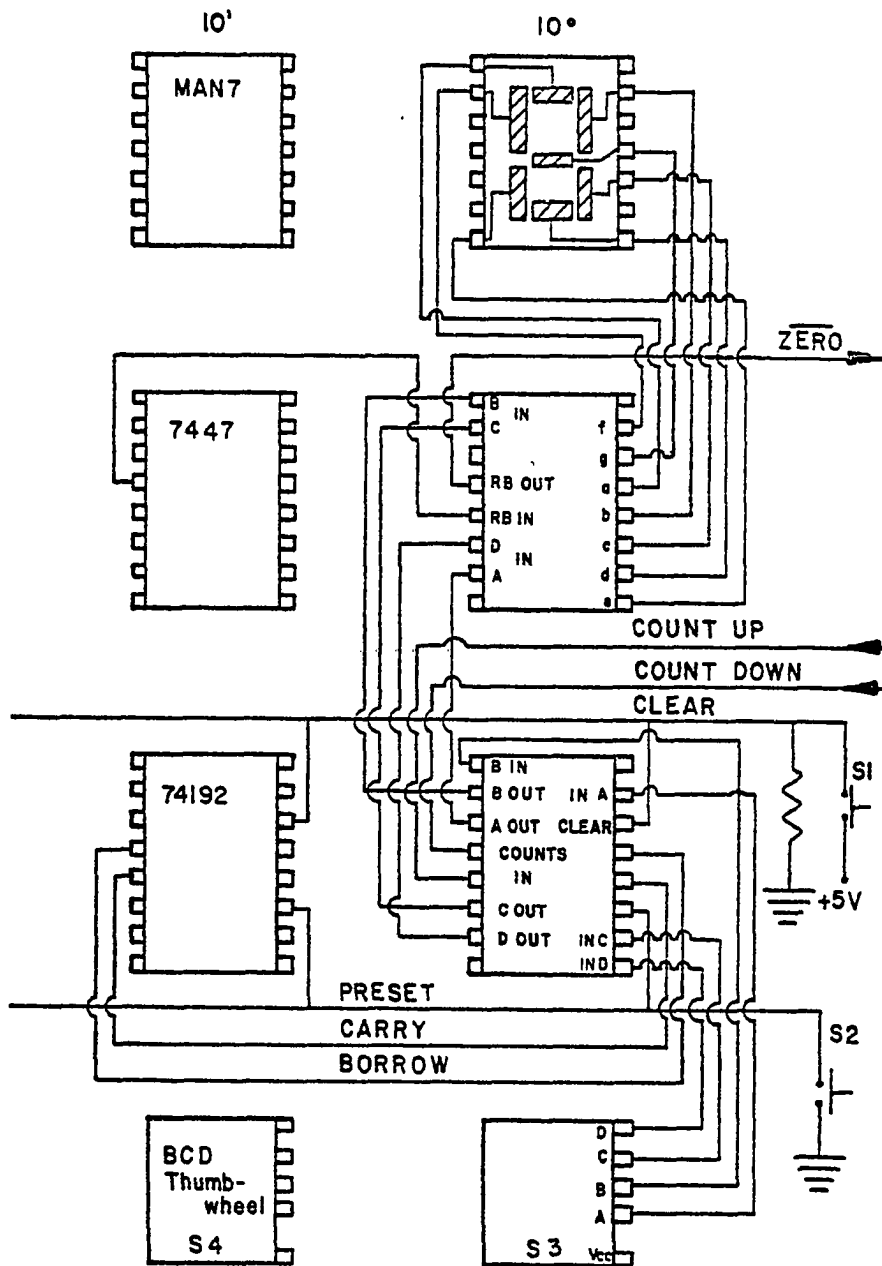 10¹ 10⁰
MAN7
ZERO
7447
B IN
C
f
g
RB OUT
a
RB IN
b
D
c
IN
A
d
e
COUNT UP
COUNT DOWN
CLEAR
74192
B IN
B OUT IN A
A OUT CLEAR
COUNTS
IN
C OUT
D OUT IN C
IN D
S1
+5V
PRESET
CARRY
BORROW
S2
BCD
Thumb-
wheel
S4
D
C
B
A
S3 Vcc